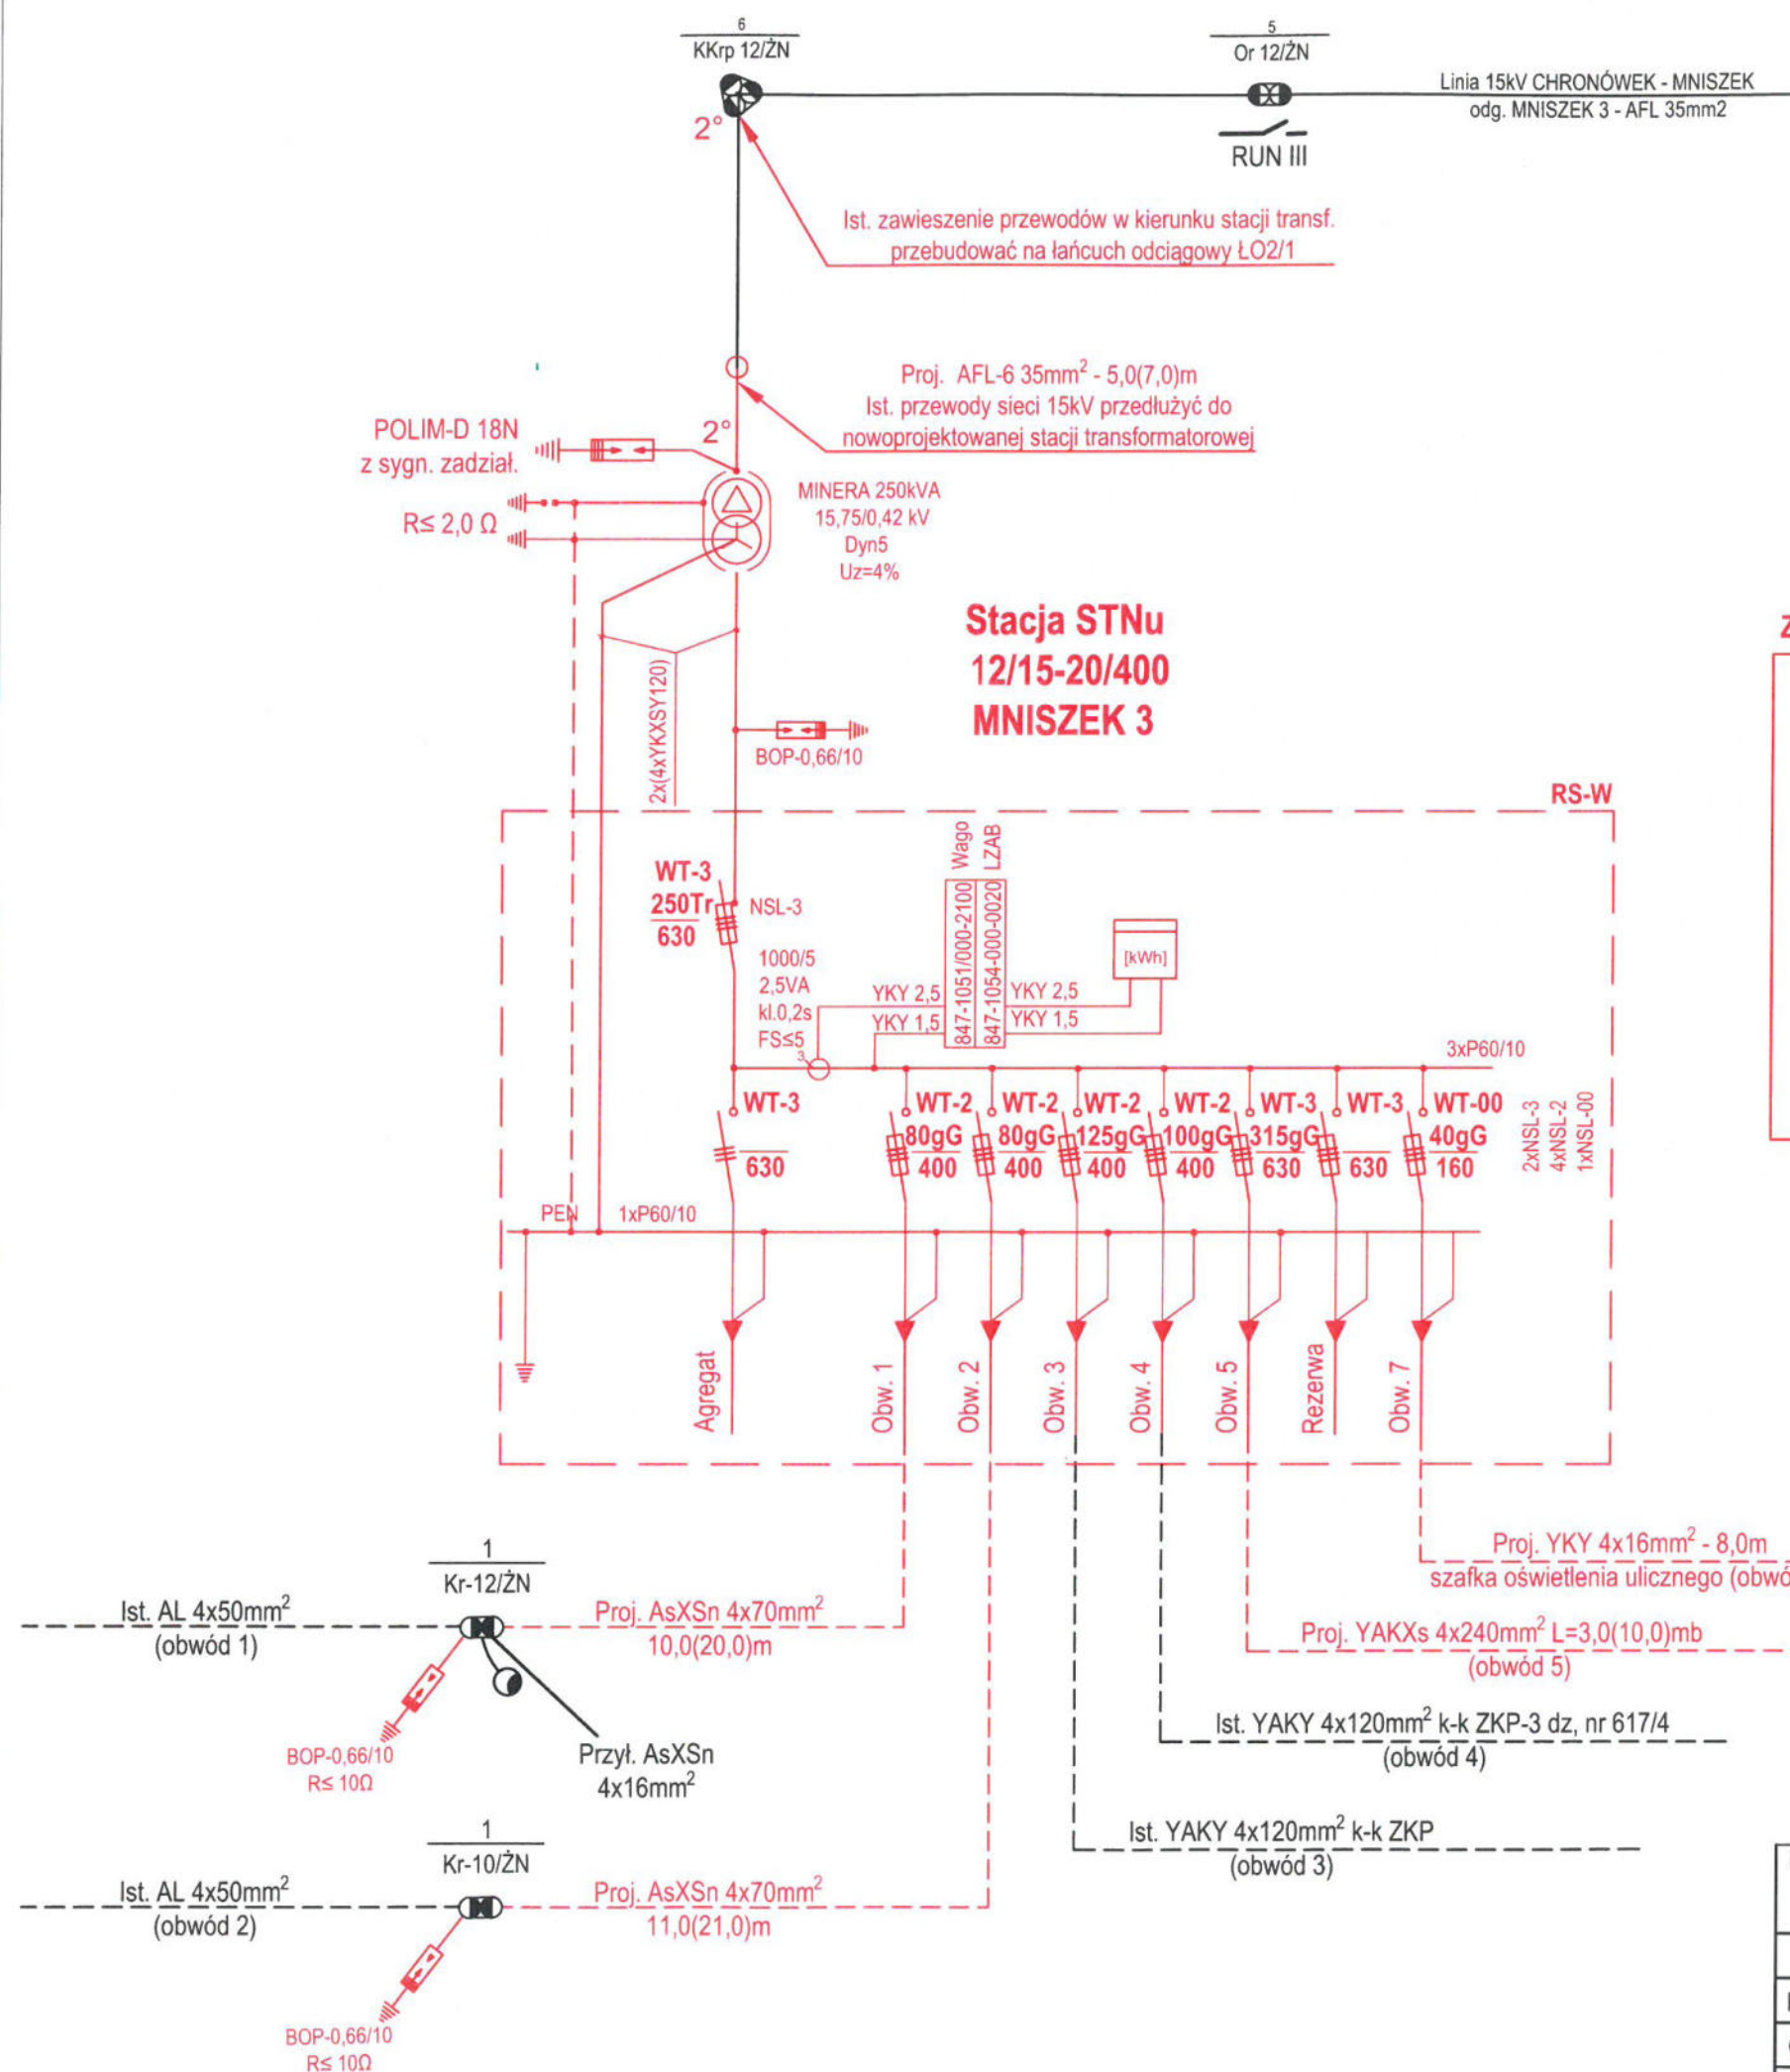 6
KKrp 12/ŻN
5
Or 12/ŻN
Linia 15kV CHRONÓWEK - MNISZEK
odg. MNISZEK 3 - AFL 35mm2
2°
RUN III
Ist. zawieszenie przewodów w kierunku stacji transf.
przebudować na łańcuch odciągowy ŁO2/1
Proj. AFL-6 35mm² - 5,0(7,0)m
Ist. przewody sieci 15kV przedłużyć do
nowoprojektowanej stacji transformatorowej
POLIM-D 18N
z sygn. zadział.
2°
R≤ 2,0 Ω
MINERA 250kVA
15,75/0,42 kV
Dyn5
Uz=4%
Stacja STNu
12/15-20/400
MNISZEK 3
Z
2x(4xYKXSY120)
BOP-0,66/10
RS-W
WT-3
250Tr
630
NSL-3
1000/5
2,5VA
kl.0,2s
FS≤5
3
847-1051/000-2100 Wago
847-1054-000-0020 LZAB
YKY 2,5
YKY 1,5
YKY 2,5
YKY 1,5
[kWh]
3xP60/10
WT-3
630
WT-2
80gG
400
WT-2
80gG
400
WT-2
125gG
400
WT-2
100gG
400
WT-3
315gG
630
WT-3
630
WT-00
40gG
160
2xNSL-3
4xNSL-2
1xNSL-00
PEN
1xP60/10
Agregat
Obw. 1
Obw. 2
Obw. 3
Obw. 4
Obw. 5
Rezerwa
Obw. 7
Proj. YKY 4x16mm² - 8,0m
szafka oświetlenia ulicznego (obwó
1
Kr-12/ŻN
Ist. AL 4x50mm²
(obwód 1)
Proj. AsXSn 4x70mm²
10,0(20,0)m
Proj. YAKXs 4x240mm² L=3,0(10,0)mb
(obwód 5)
BOP-0,66/10
R≤ 10Ω
Przył. AsXSn
4x16mm²
Ist. YAKY 4x120mm² k-k ZKP-3 dz, nr 617/4
(obwód 4)
Ist. YAKY 4x120mm² k-k ZKP
(obwód 3)
1
Kr-10/ŻN
Ist. AL 4x50mm²
(obwód 2)
Proj. AsXSn 4x70mm²
11,0(21,0)m
BOP-0,66/10
R≤ 10Ω